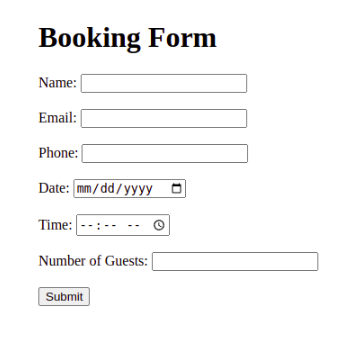 Booking Form
Name:
Email:
Phone:
Date: mm/dd/yyyy
Time: --:-- --
Number of Guests:
Submit